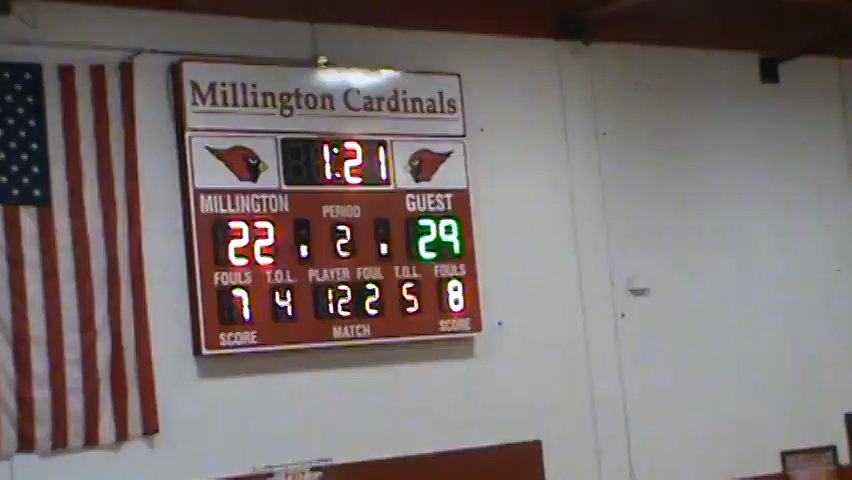 Millington Cardinals
1:21
MILLINGTON PERIOD GUEST
22 2 29
FOULS T.O.L. PLAYER FOUL T.O.L. FOULS
7 4 12 2 5 8
SCORE MATCH SCORE